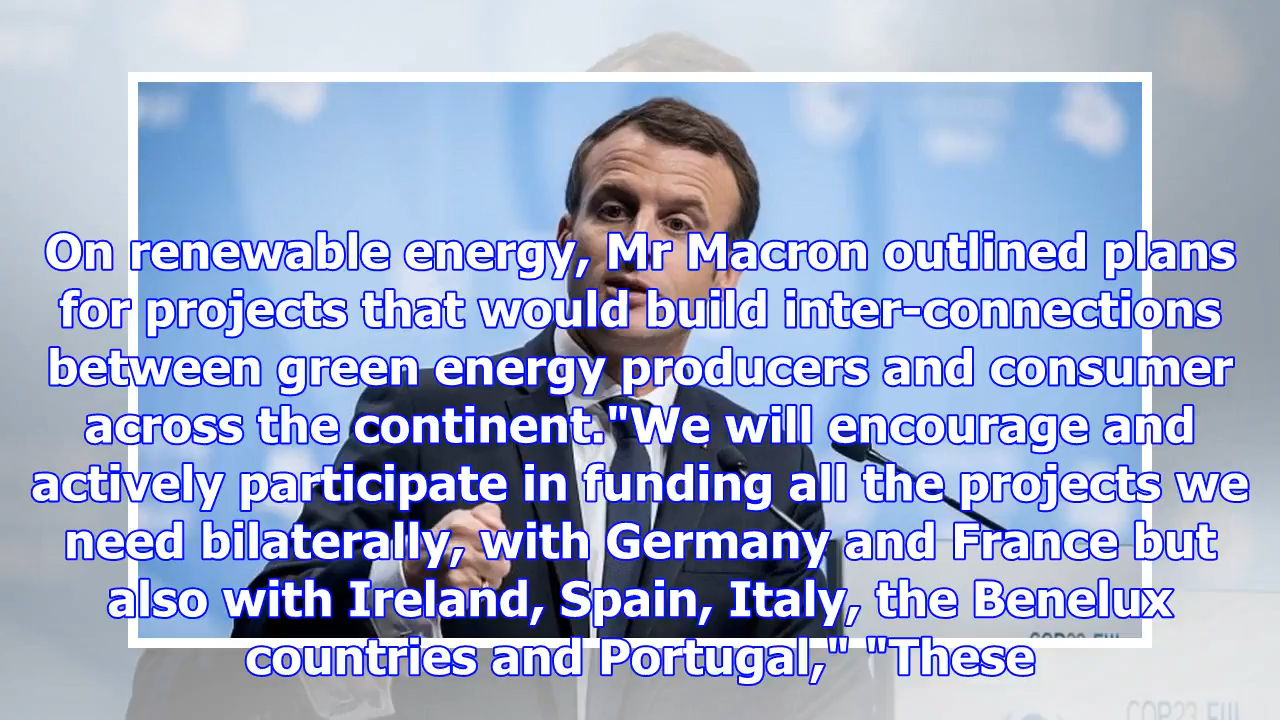 On renewable energy, Mr Macron outlined plans
for projects that would build inter-connections
between green energy producers and consumer
across the continent."We will encourage and
actively participate in funding all the projects we
need bilaterally, with Germany and France but
also with Ireland, Spain, Italy, the Benelux
countries and Portugal," "These
COP23 FIJI